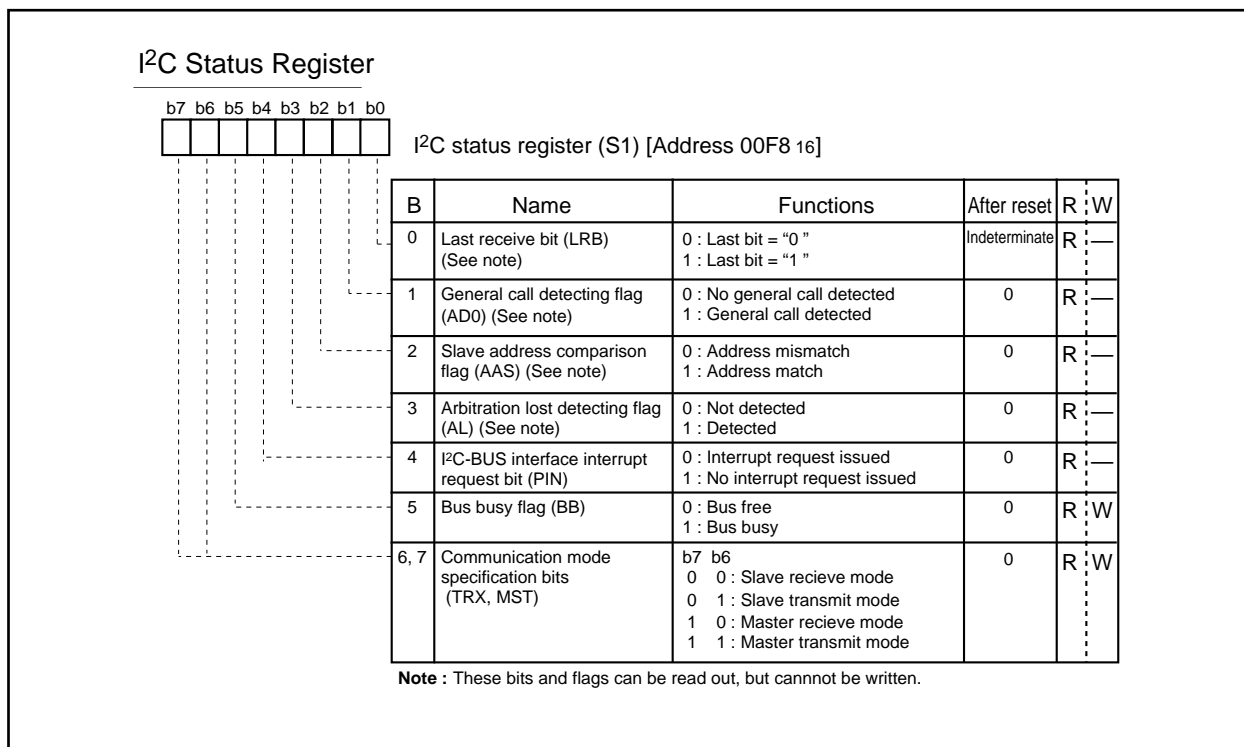 I2C Status Register
b7 b6 b5 b4 b3 b2 b1 b0
I2C status register (S1) [Address 00F8 16]
B Name Functions After reset R W
0 Last receive bit (LRB) 0 : Last bit = “0 ” Indeterminate R —
(See note) 1 : Last bit = “1 ”
1 General call detecting flag 0 : No general call detected 0 R —
(AD0) (See note) 1 : General call detected
2 Slave address comparison 0 : Address mismatch 0 R —
flag (AAS) (See note) 1 : Address match
3 Arbitration lost detecting flag 0 : Not detected 0 R —
(AL) (See note) 1 : Detected
4 I2C-BUS interface interrupt 0 : Interrupt request issued 0 R —
request bit (PIN) 1 : No interrupt request issued
5 Bus busy flag (BB) 0 : Bus free 0 R W
1 : Bus busy
6, 7 Communication mode b7 b6 0 R W
specification bits 0 0 : Slave recieve mode
(TRX, MST) 0 1 : Slave transmit mode
1 0 : Master recieve mode
1 1 : Master transmit mode
Note : These bits and flags can be read out, but cannnot be written.